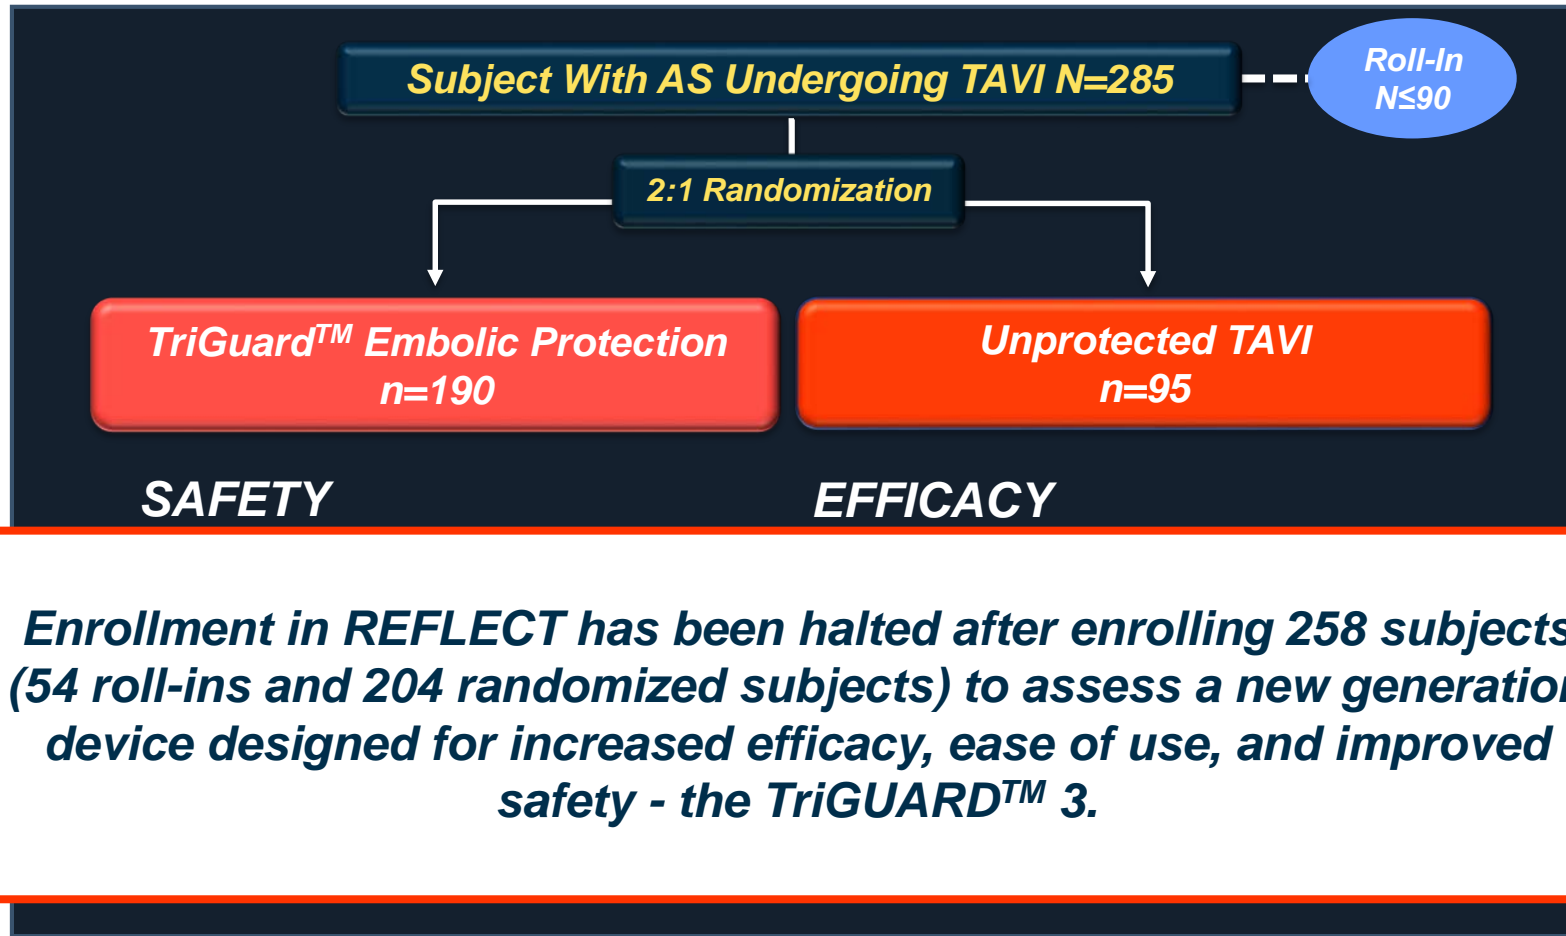 Subject With AS Undergoing TAVI N=285
Roll-In
N≤90
2:1 Randomization
TriGuard™ Embolic Protection
n=190
Unprotected TAVI
n=95
SAFETY
EFFICACY
Enrollment in REFLECT has been halted after enrolling 258 subjects
(54 roll-ins and 204 randomized subjects) to assess a new generation
device designed for increased efficacy, ease of use, and improved
safety - the TriGUARD™ 3.